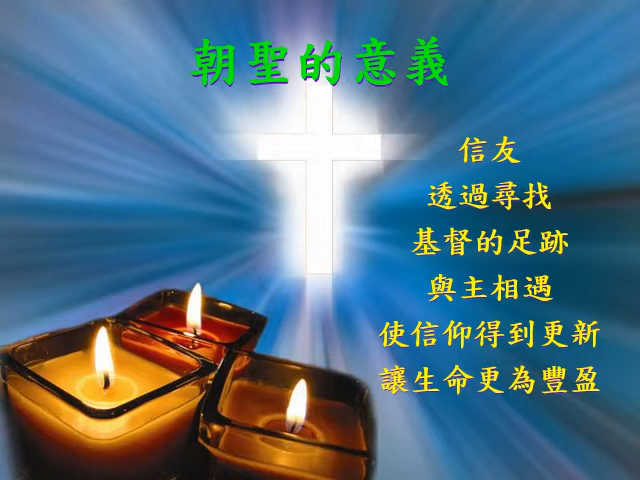 朝聖的意義
信友
透過尋找
基督的足跡
與主相遇
使信仰得到更新
讓生命更為豐盈